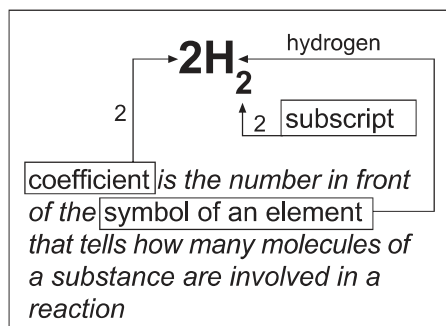 hydrogen
2H₂
2
2 subscript
coefficient is the number in front
of the symbol of an element
that tells how many molecules of
a substance are involved in a
reaction